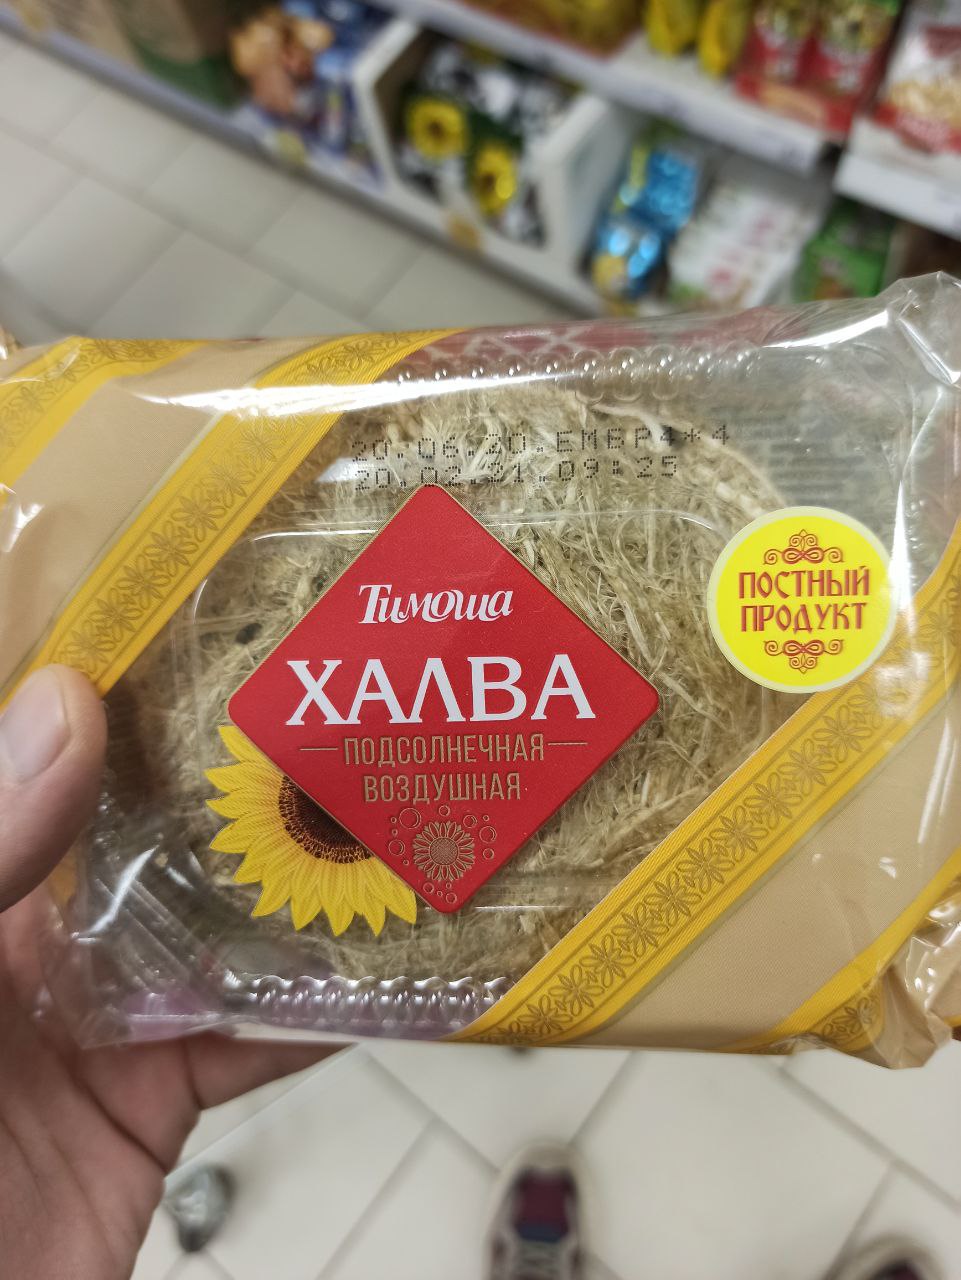 20.06.20.ЕМБР4*4
20.02.21.09:25
Тимоша
ХАЛВА
ПОДСОЛНЕЧНАЯ
ВОЗДУШНАЯ
ПОСТНЫЙ
ПРОДУКТ